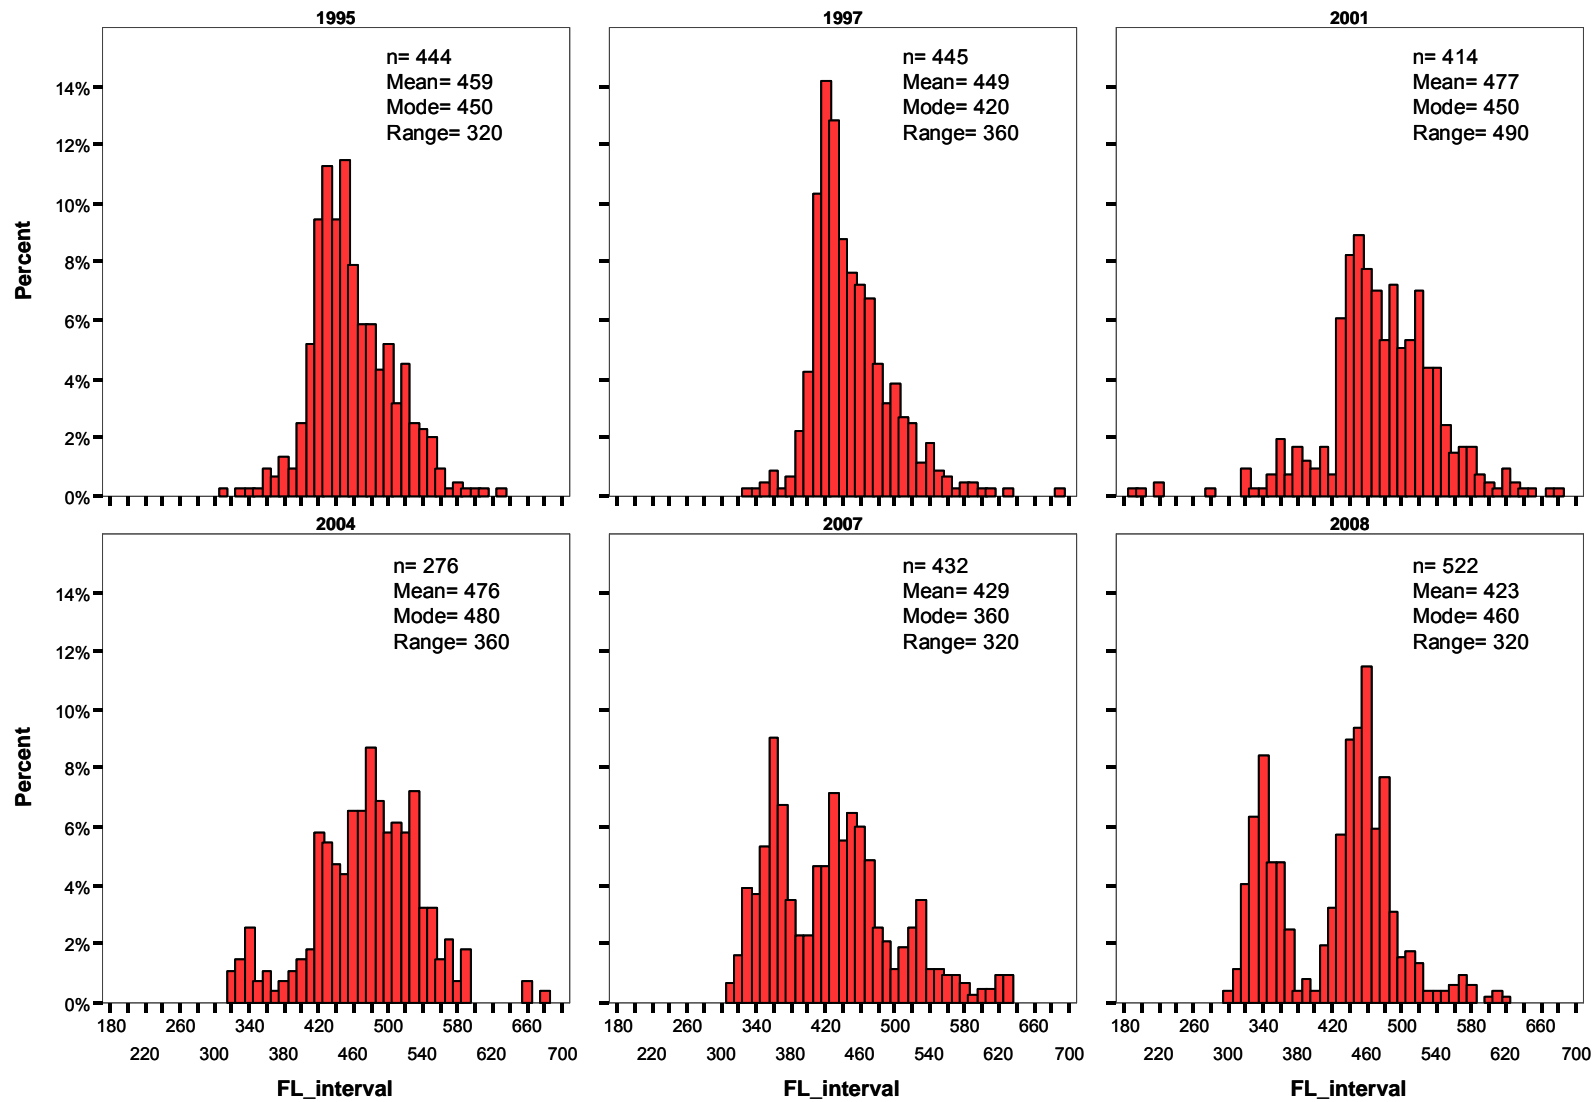 1995
1997
2001
n= 444
Mean= 459
Mode= 450
Range= 320
n= 445
Mean= 449
Mode= 420
Range= 360
n= 414
Mean= 477
Mode= 450
Range= 490
Percent
14%
12%
10%
8%
6%
4%
2%
0%
2004
2007
2008
n= 276
Mean= 476
Mode= 480
Range= 360
n= 432
Mean= 429
Mode= 360
Range= 320
n= 522
Mean= 423
Mode= 460
Range= 320
Percent
14%
12%
10%
8%
6%
4%
2%
0%
180 260 340 420 500 580 660
220 300 380 460 540 620 700
FL_interval
180 260 340 420 500 580 660
220 300 380 460 540 620 700
FL_interval
180 260 340 420 500 580 660
220 300 380 460 540 620 700
FL_interval